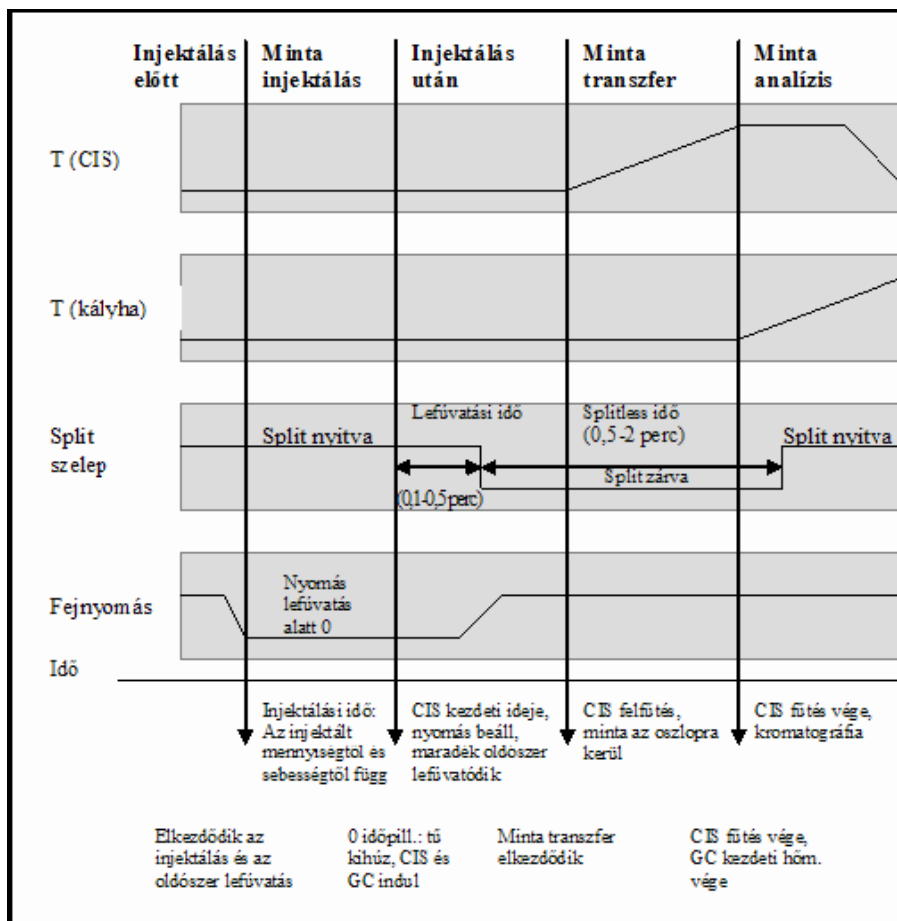 Injektálás
előtt
Minta
injektálás
Injektálás
után
Minta
transzfer
Minta
analízis
T (CIS)
T (kályha)
Split
szelep
Lefúvatási idő
Splitless idő
(0,5-2 perc)
Split nyitva
Split nyitva
Split zárva
(0,1-0,5 perc)
Fejnyomás
Nyomás
lefúvatás
alatt 0
Idő
Injektálási idő:
Az injektált
mennyiségtől és
sebességtől függ
CIS kezdeti ideje,
nyomás beáll,
maradék oldószer
lefúvatódik
CIS felfűtés,
minta az oszlopra
kerül
CIS fűtés vége,
kromatográfia
Elkezdődik az
injektálás és az
oldószer lefúvatás
0 időpill.: tű
kihúz, CIS és
GC indul
Minta transzfer
elkezdődik
CIS fűtés vége,
GC kezdeti hőm.
vége